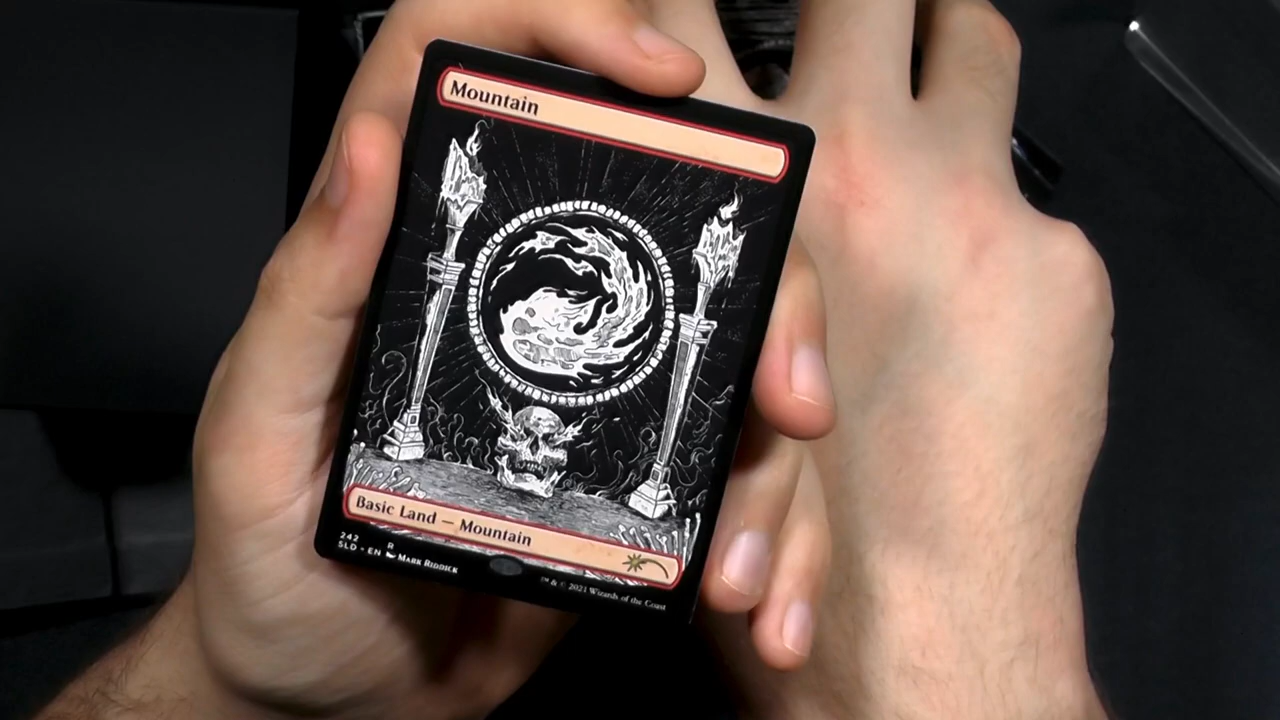 Mountain
Basic Land — Mountain
242 R
SLD • EN MARK RIDDICK
™ & © 2021 Wizards of the Coast